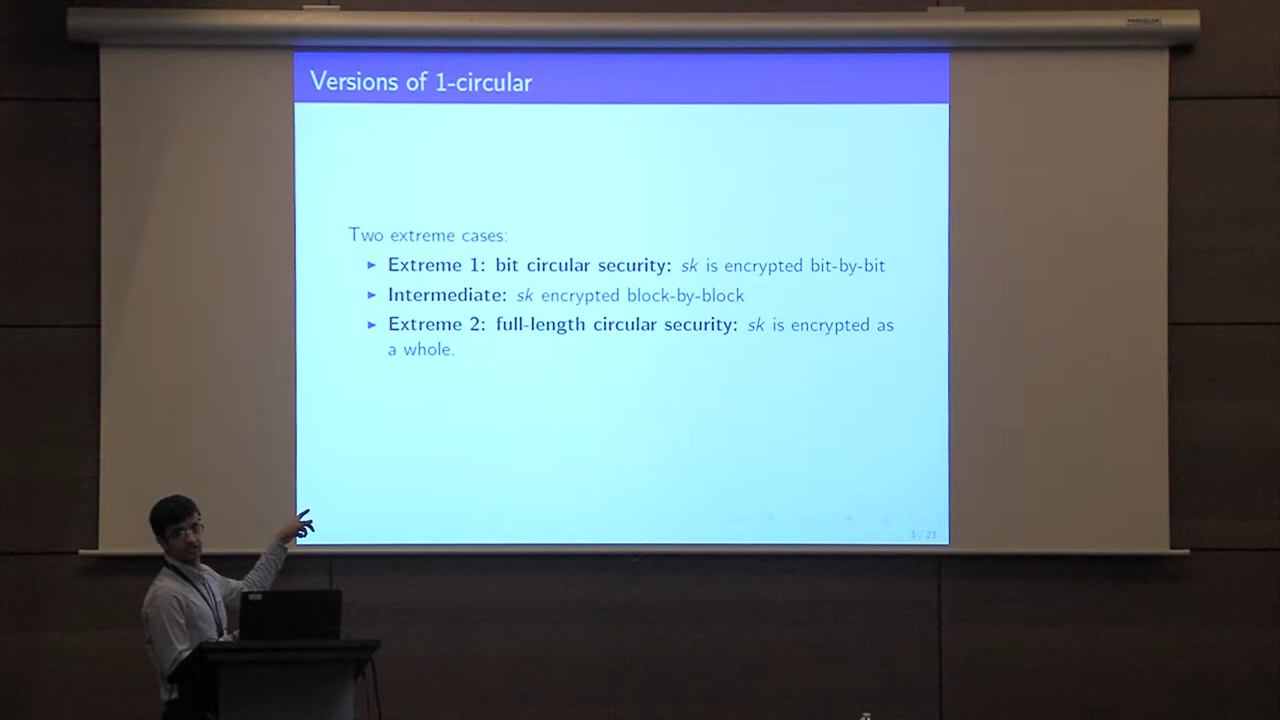 Versions of 1-circular
Two extreme cases:
► Extreme 1: bit circular security: sk is encrypted bit-by-bit
► Intermediate: sk encrypted block-by-block
► Extreme 2: full-length circular security: sk is encrypted as
a whole.
3 / 21